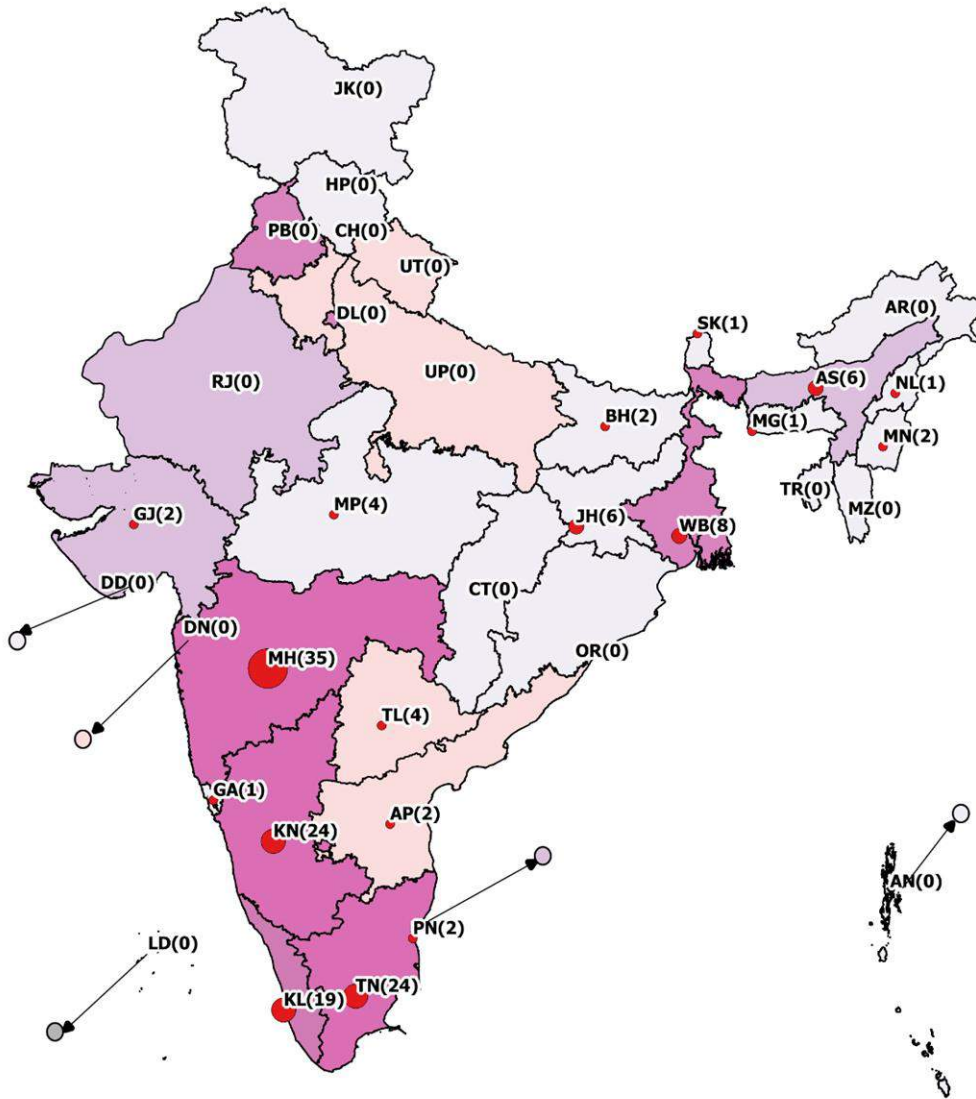 JK(0)
HP(0)
PB(0)
CH(0)
UT(0)
DL(0)
AR(0)
SK(1)
RJ(0)
UP(0)
AS(6)
NL(1)
BH(2)
MG(1)
MN(2)
TR(0)
MZ(0)
GJ(2)
MP(4)
JH(6)
WB(8)
DD(0)
CT(0)
DN(0)
OR(0)
MH(35)
TL(4)
GA(1)
KN(24)
AP(2)
AN(0)
PN(2)
LD(0)
KL(19)
TN(24)